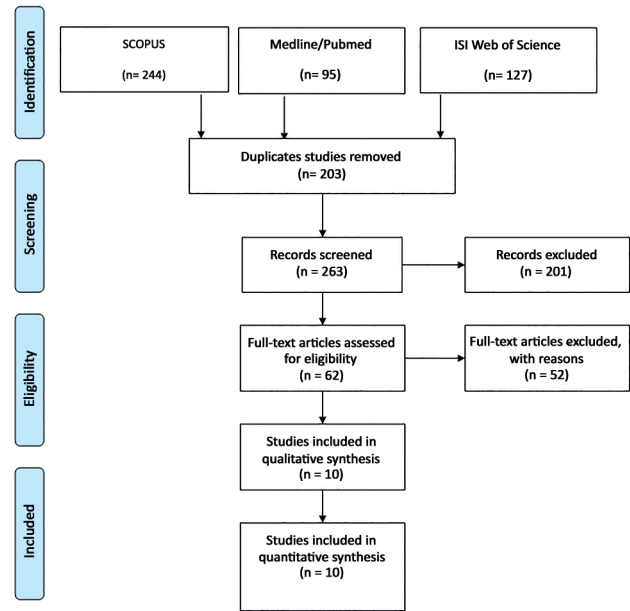 Identification
SCOPUS
(n= 244)
Medline/Pubmed
(n= 95)
ISI Web of Science
(n= 127)
Duplicates studies removed
(n= 203)
Screening
Records screened
(n = 263)
Records excluded
(n = 201)
Eligibility
Full-text articles assessed
for eligibility
(n = 62)
Full-text articles excluded,
with reasons
(n = 52)
Studies included in
qualitative synthesis
(n = 10)
Included
Studies included in
quantitative synthesis
(n = 10)